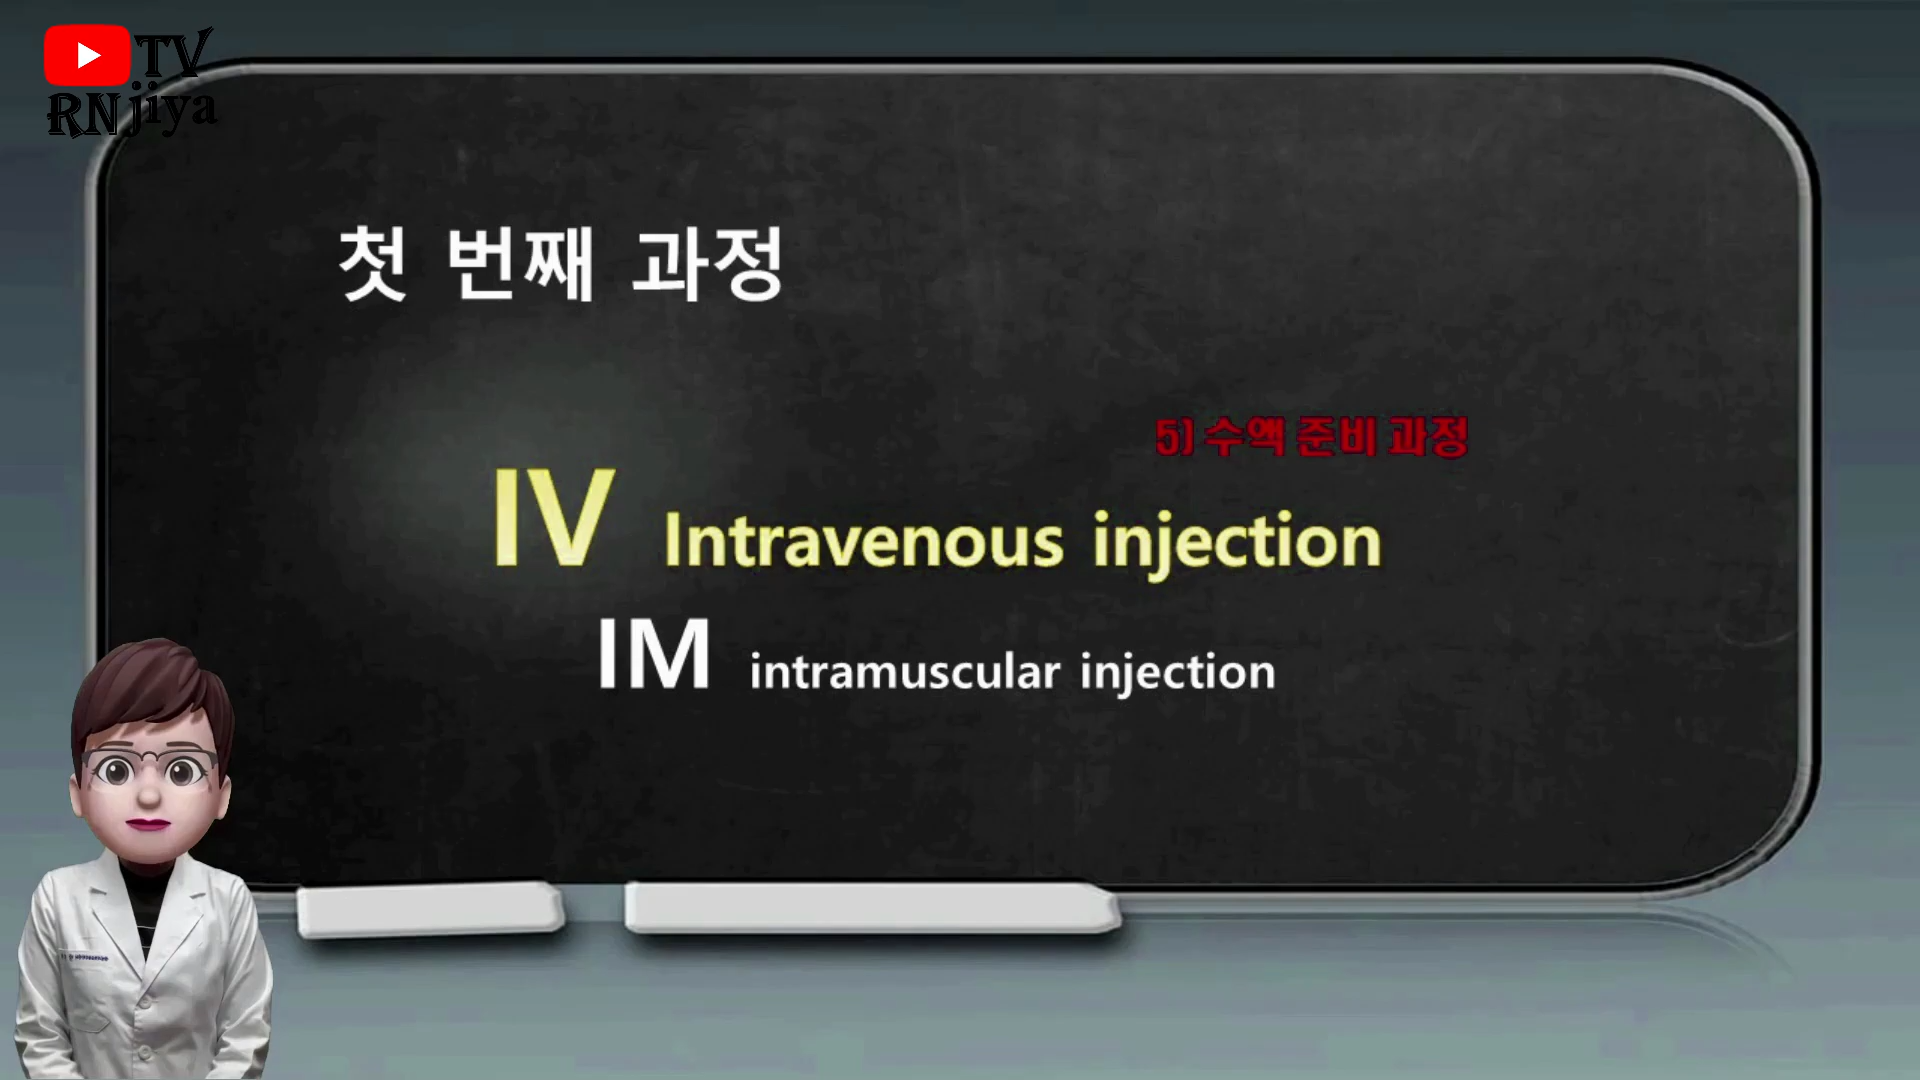 TV
RNjiya
첫 번째 과정
5) 수액 준비 과정
IV Intravenous injection
IM intramuscular injection